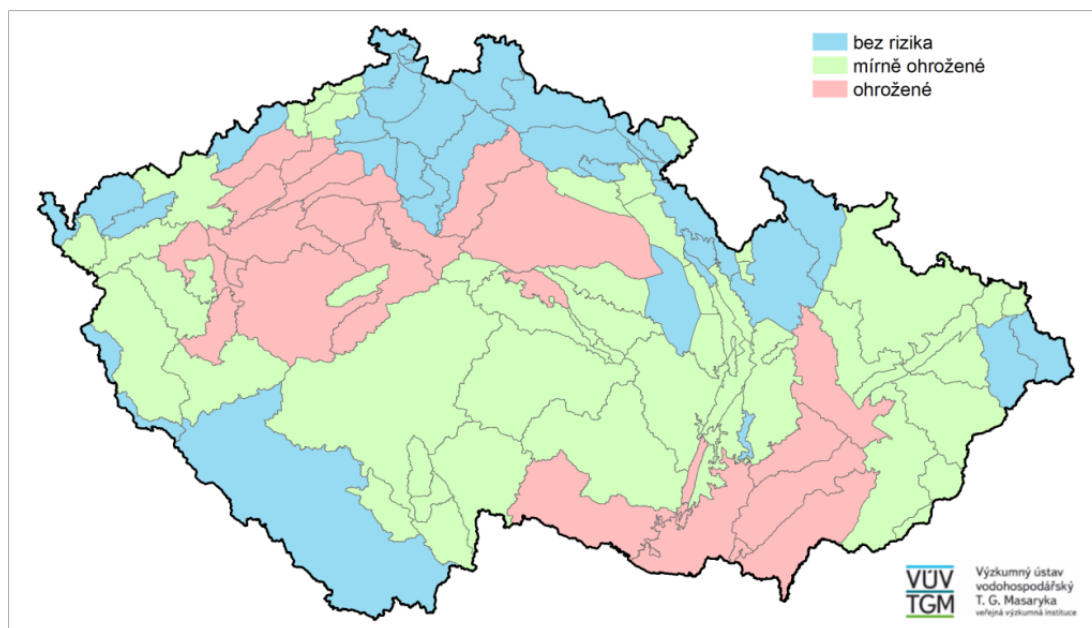 bez rizika
mírně ohrožené
ohrožené
VÚV
TGM
Výzkumný ústav
vodohospodářský
T. G. Masaryka
veřejná výzkumná instituce